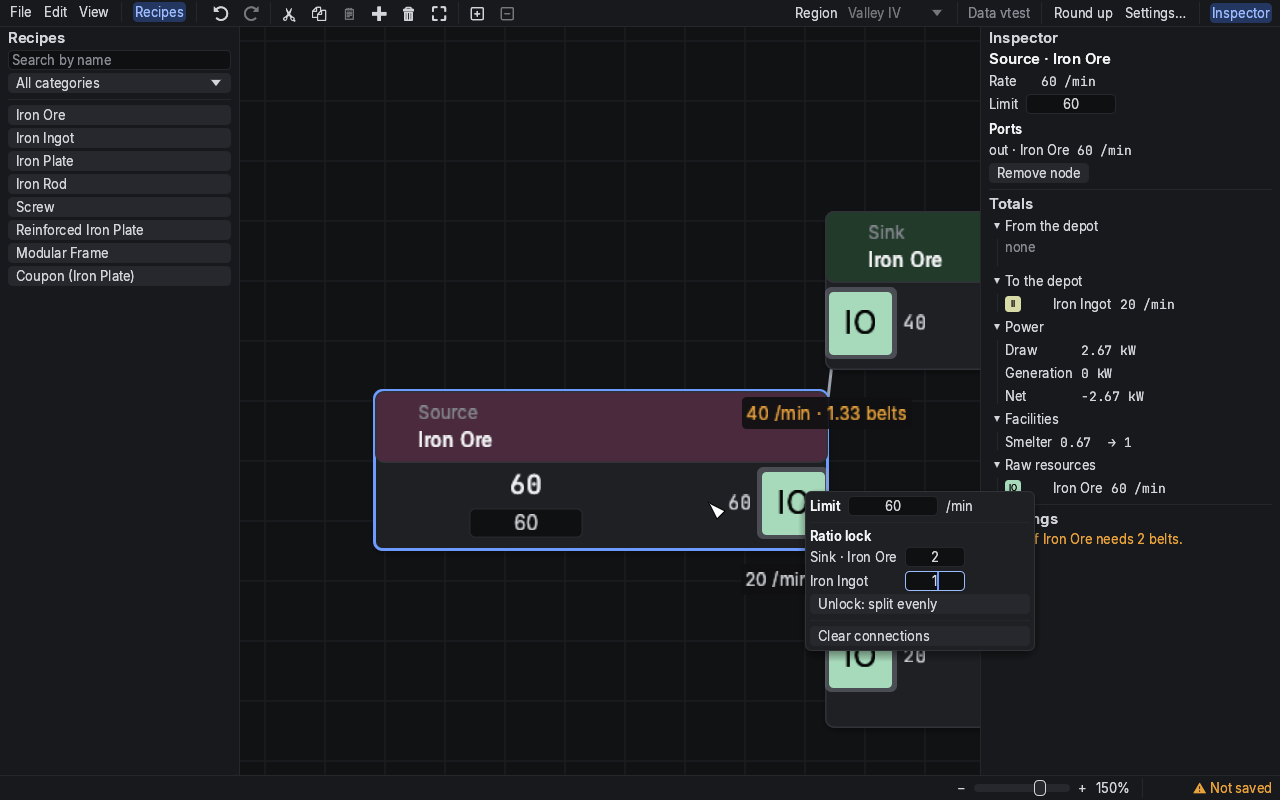 File Edit View Recipes Region Valley IV Data vtest Round up Settings... Inspector
Recipes
Search by name
All categories
Iron Ore
Iron Ingot
Iron Plate
Iron Rod
Screw
Reinforced Iron Plate
Modular Frame
Coupon (Iron Plate)
Sink
Iron Ore
IO 40
Source
Iron Ore
40 /min · 1.33 belts
60
60
60 IO
20 /min
IO 20
Limit 60 /min
Ratio lock
Sink · Iron Ore 2
Iron Ingot 1
Unlock: split evenly
Clear connections
Inspector
Source · Iron Ore
Rate 60 /min
Limit 60
Ports
out · Iron Ore 60 /min
Remove node
Totals
From the depot
none
To the depot
II Iron Ingot 20 /min
Power
Draw 2.67 kW
Generation 0 kW
Net -2.67 kW
Facilities
Smelter 0.67 → 1
Raw resources
IO Iron Ore 60 /min
ngs
f Iron Ore needs 2 belts.
− + 150% Not saved